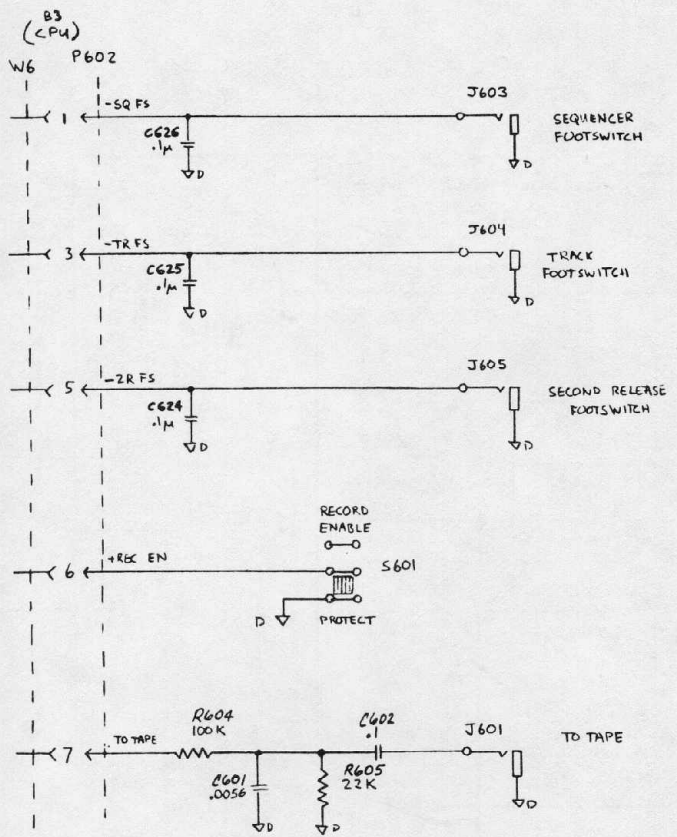 B3
(CPU)
W6 P602
1 -SQ FS
C626
.1μ
D
J603
D
SEQUENCER
FOOTSWITCH
3 -TR FS
C625
.1μ
D
J604
D
TRACK
FOOTSWITCH
5 -2R FS
C624
.1μ
D
J605
D
SECOND RELEASE
FOOTSWITCH
6 +REC EN
RECORD
ENABLE
S601
D
PROTECT
7 TO TAPE
R604
100K
C601
.0056
D
R605
22K
D
C602
.1
J601
D
TO TAPE